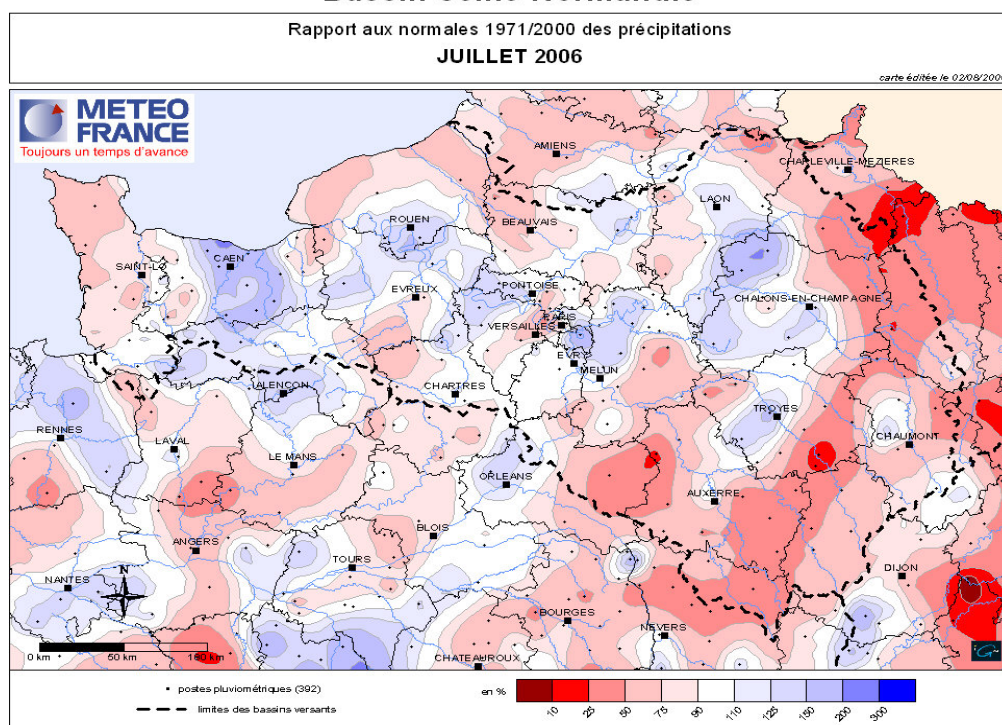 Rapport aux normales 1971/2000 des précipitations
JUILLET 2006
carte éditée le 02/08/200
METEO
FRANCE
Toujours un temps d'avance
AMIENS
CHARLEVILLE-MEZIERES
ROUEN
BEAUVAIS
LAON
CAEN
SAINT-LO
EVREUX
PONTOISE
CHALONS-EN-CHAMPAGNE
PARIS
VERSAILLES
EVRY
MELUN
ALENCON
CHARTRES
TROYES
RENNES
LAVAL
CHAUMONT
LE MANS
ORLEANS
AUXERRE
BLOIS
ANGERS
TOURS
DIJON
NANTES
N
BOURGES
NEVERS
0 km 50 km 100 km
CHATEAUROUX
postes pluviométriques (392)
limites des bassins versants
en %
10 25 50 75 90 110 125 150 200 300